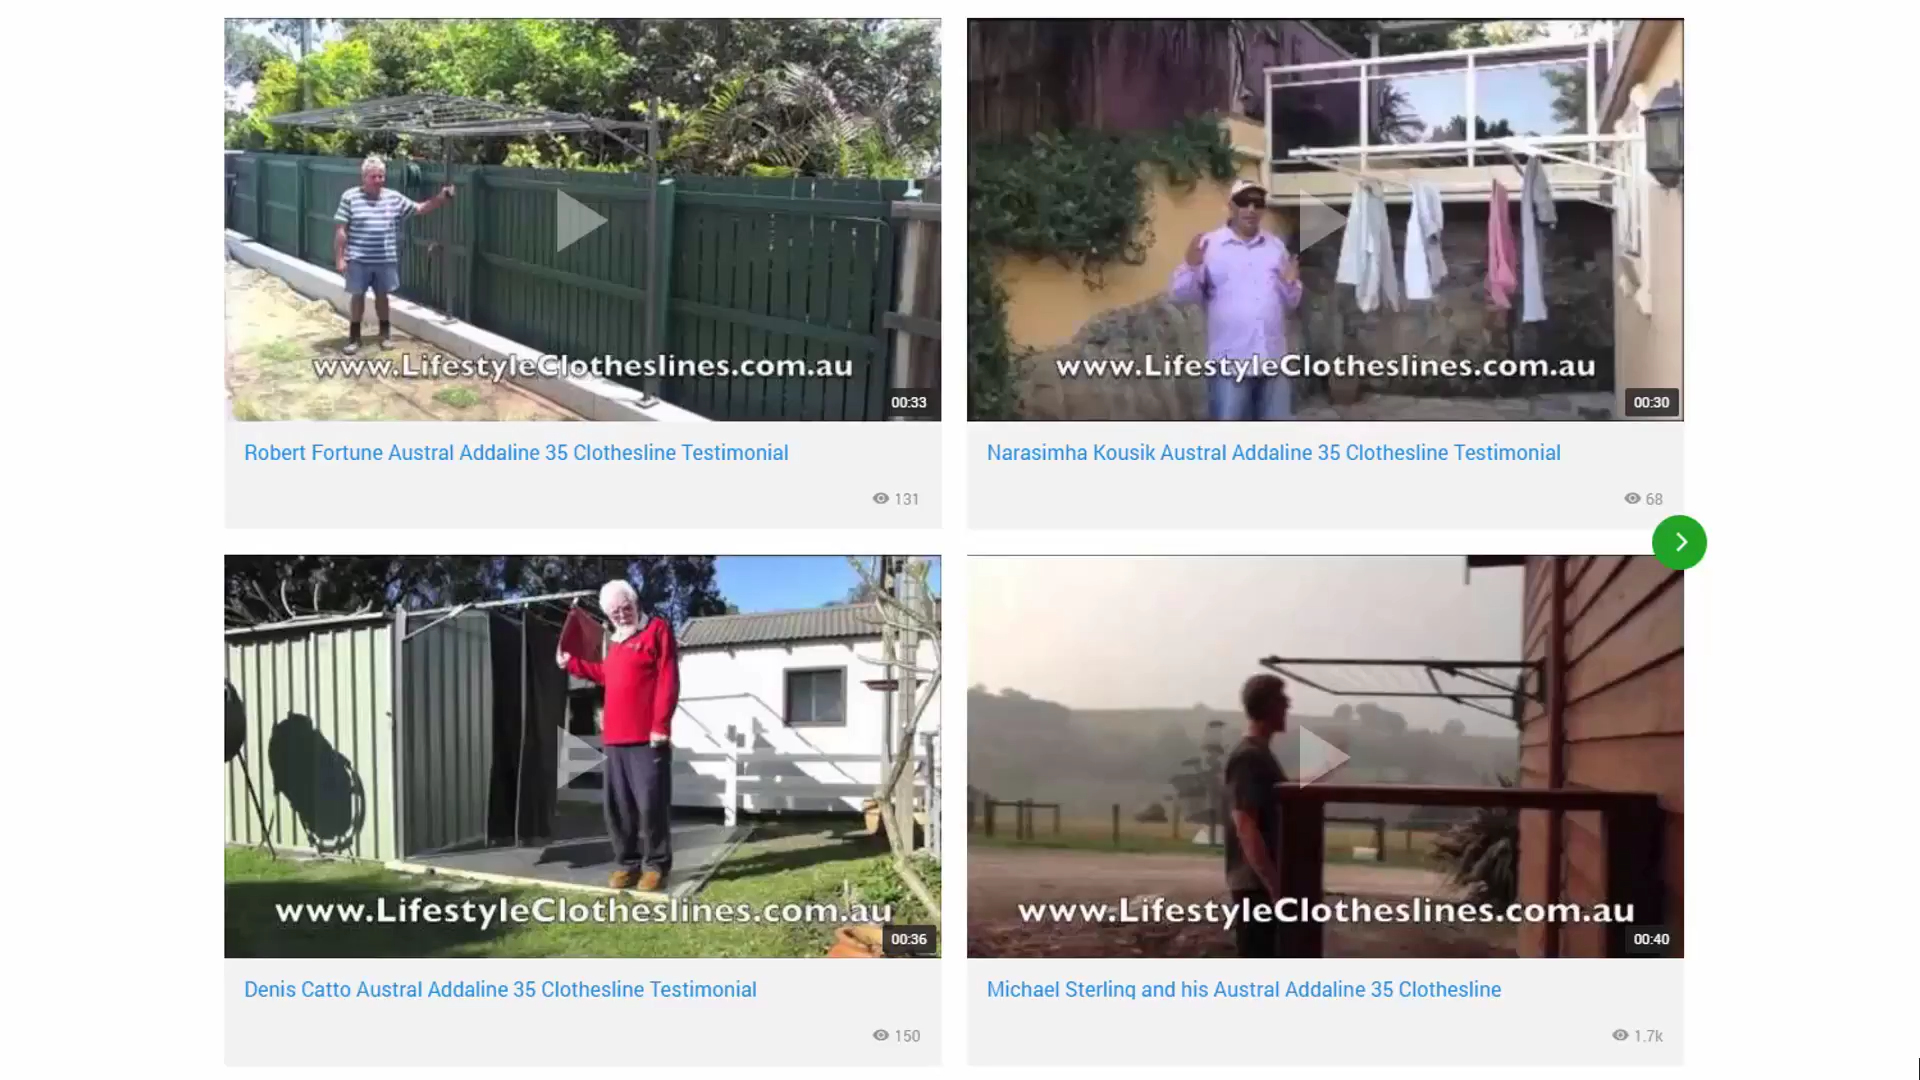 www.LifestyleClotheslines.com.au
00:33
Robert Fortune Austral Addaline 35 Clothesline Testimonial
131
www.LifestyleClotheslines.com.au
00:30
Narasimha Kousik Austral Addaline 35 Clothesline Testimonial
68
www.LifestyleClotheslines.com.au
00:36
Denis Catto Austral Addaline 35 Clothesline Testimonial
150
www.LifestyleClotheslines.com.au
00:40
Michael Sterling and his Austral Addaline 35 Clothesline
1.7k